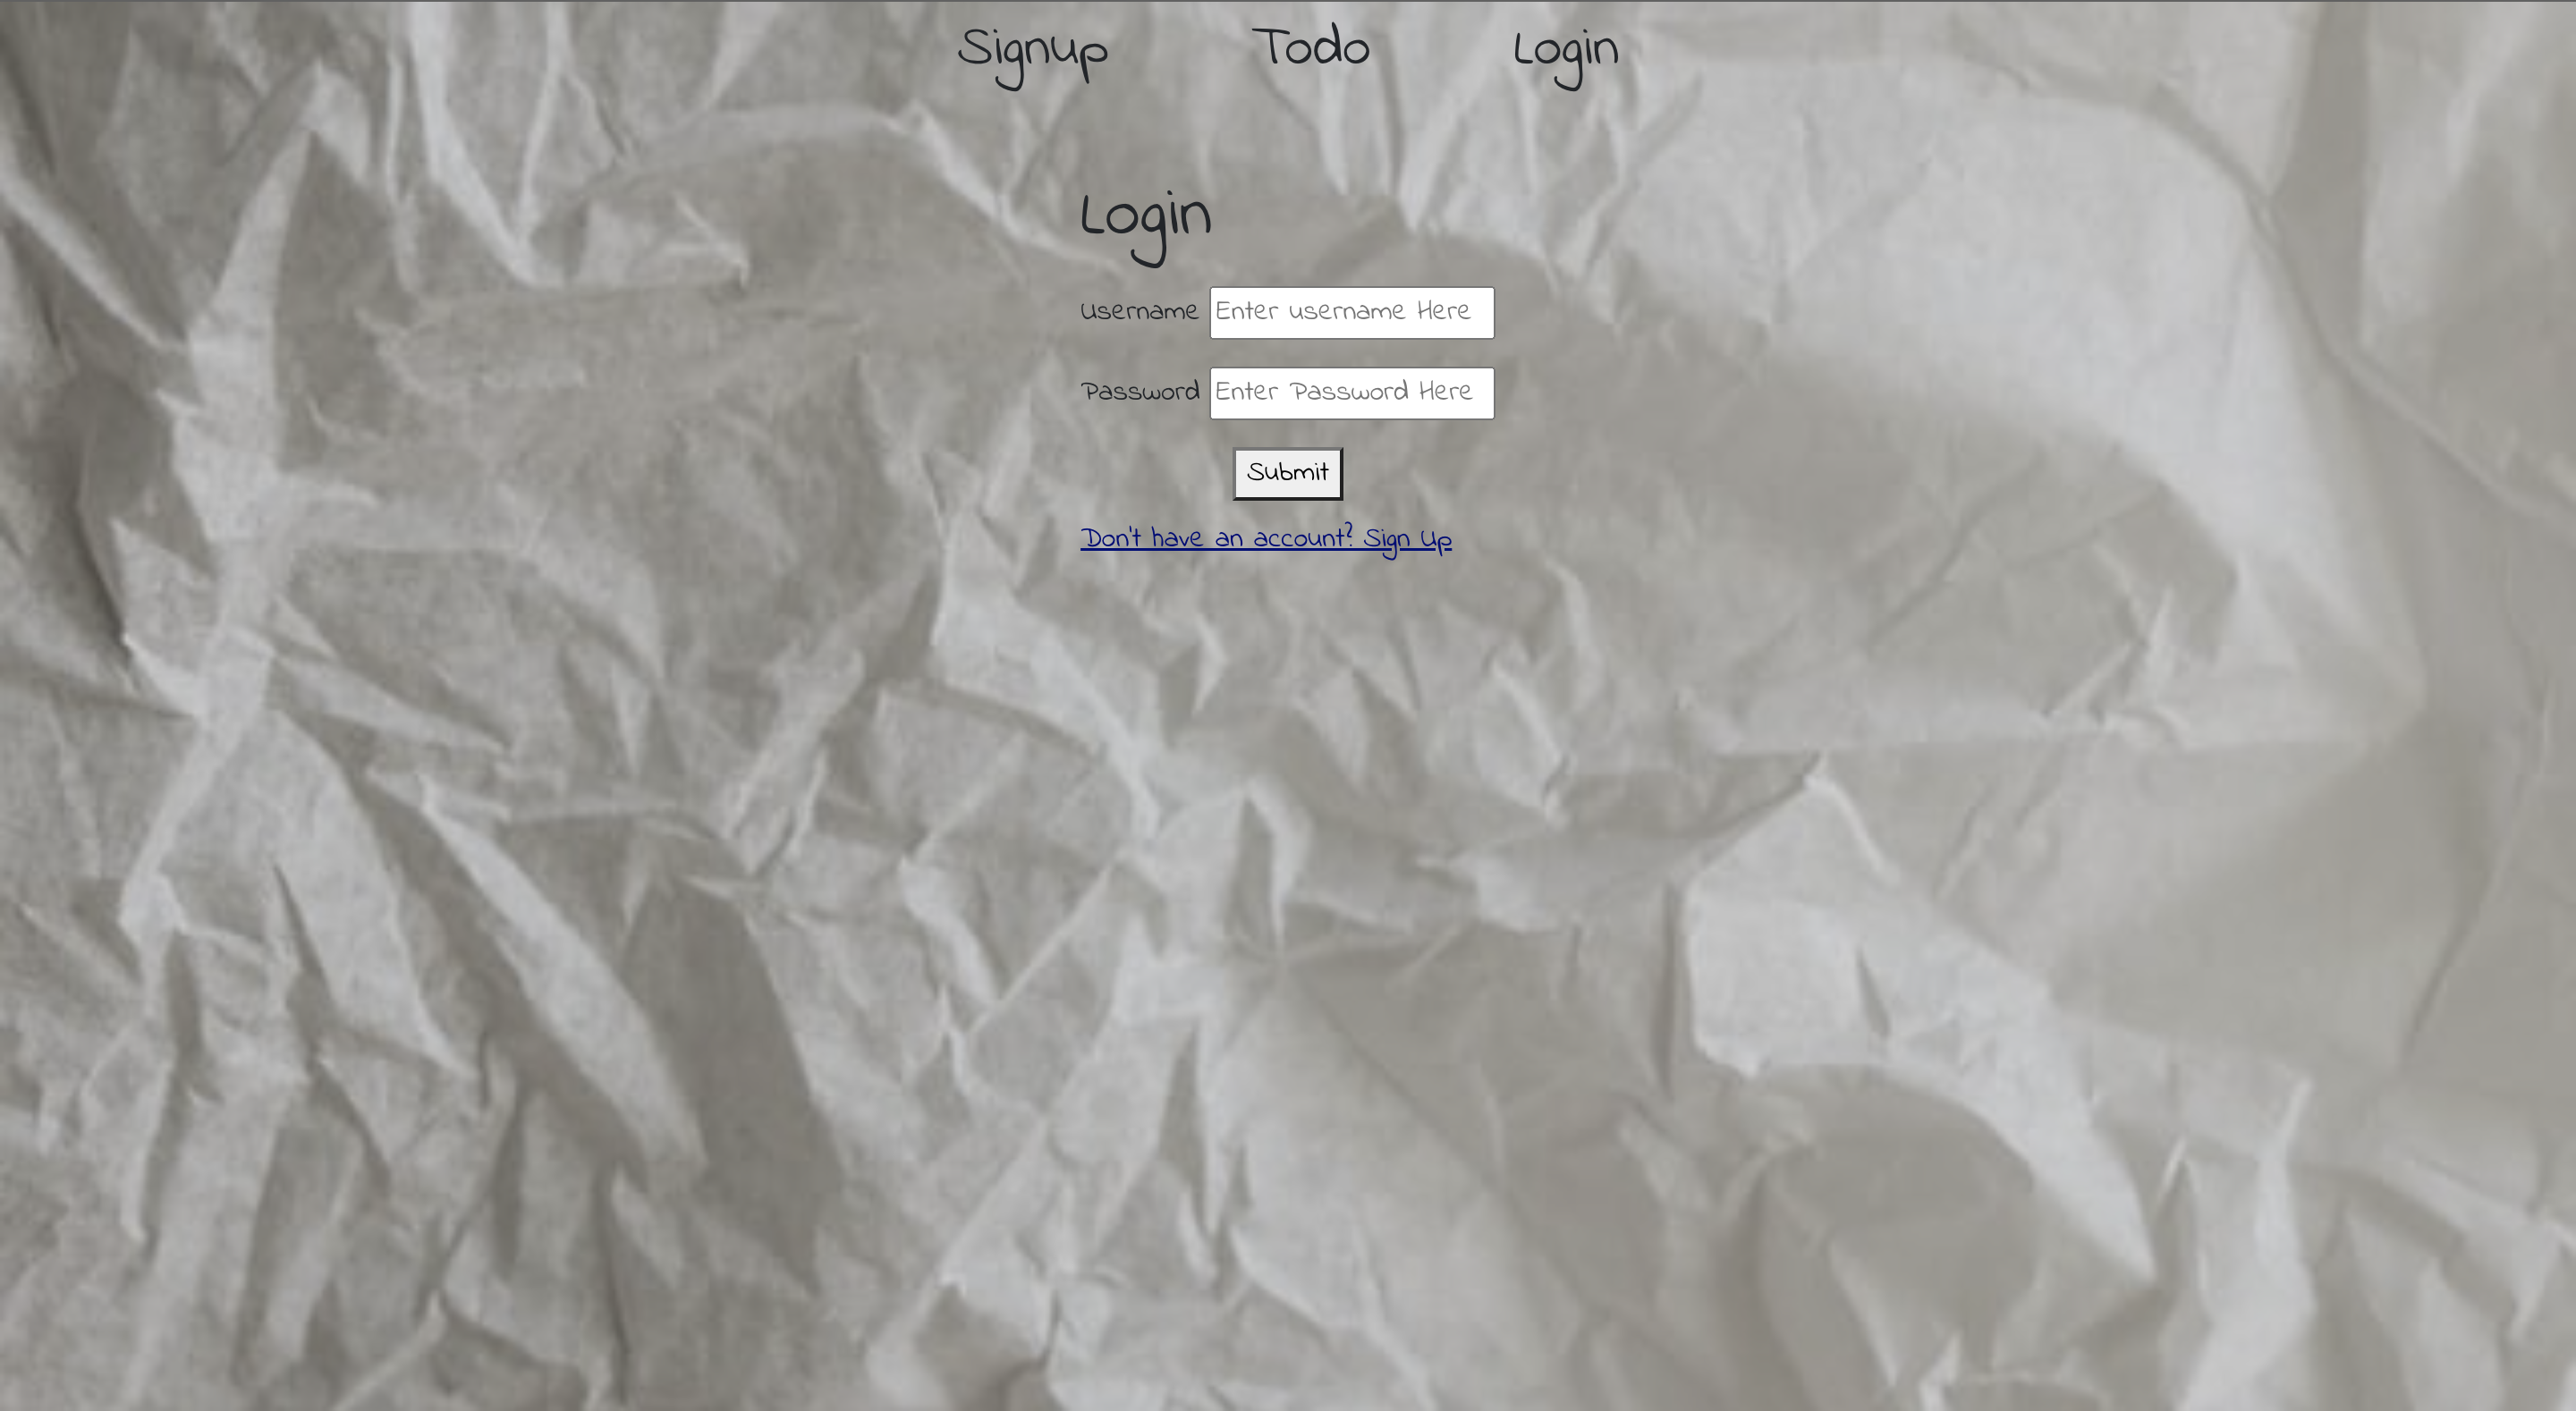 Signup Todo Login
Login
Username Enter username Here
Password Enter Password Here
Submit
Don't have an account? Sign Up